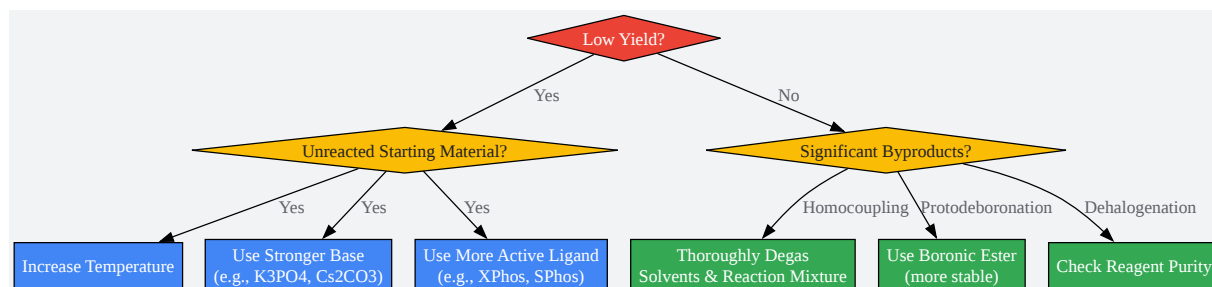 Low Yield?
Yes
No
Unreacted Starting Material?
Significant Byproducts?
Yes
Yes
Yes
Homocoupling
Protodeboronation
Dehalogenation
Increase Temperature
Use Stronger Base
(e.g., K3PO4, Cs2CO3)
Use More Active Ligand
(e.g., XPhos, SPhos)
Thoroughly Degas
Solvents & Reaction Mixture
Use Boronic Ester
(more stable)
Check Reagent Purity